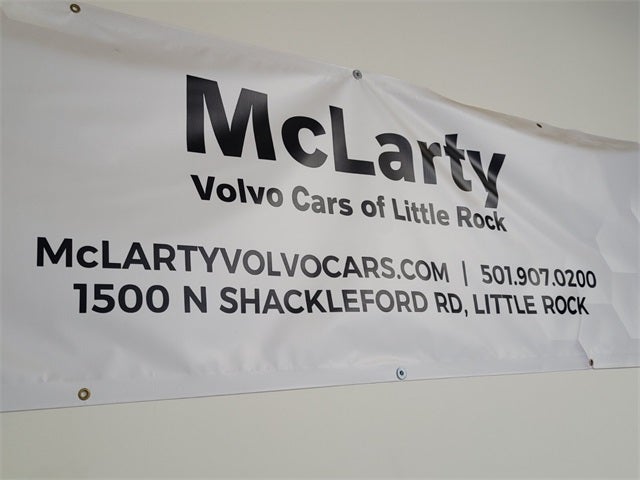 McLarty
Volvo Cars of Little Rock
McLARTYVOLVOCARS.COM | 501.907.0200
1500 N SHACKLEFORD RD, LITTLE ROCK